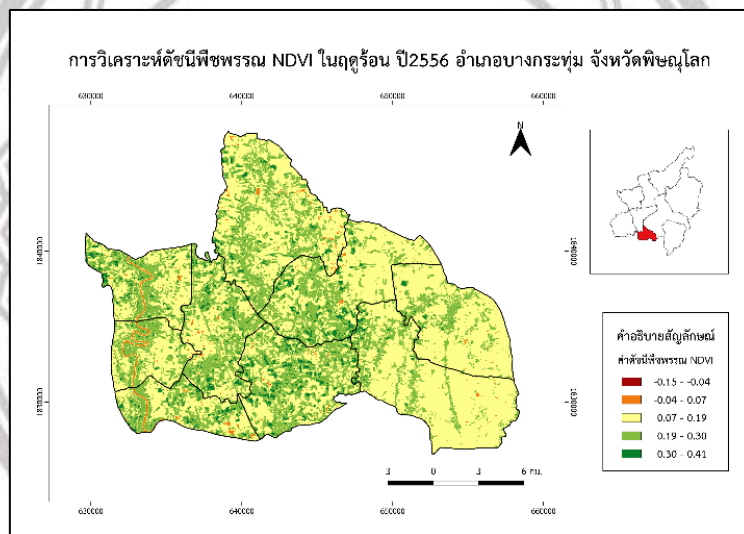 การวิเคราะห์ดัชนีพืชพรรณ NDVI ในฤดูร้อน ปี2556 อำเภอบางกระทุ่ม จังหวัดพิษณุโลก
630000 640000 650000 660000
N
1840000 1840000
คำอธิบายสัญลักษณ์
ค่าดัชนีพืชพรรณ NDVI
-0.15 - -0.04
-0.04 - 0.07
0.07 - 0.19
0.19 - 0.30
0.30 - 0.41
1830000 1830000
3 0 3 6 กม.
630000 640000 650000 660000